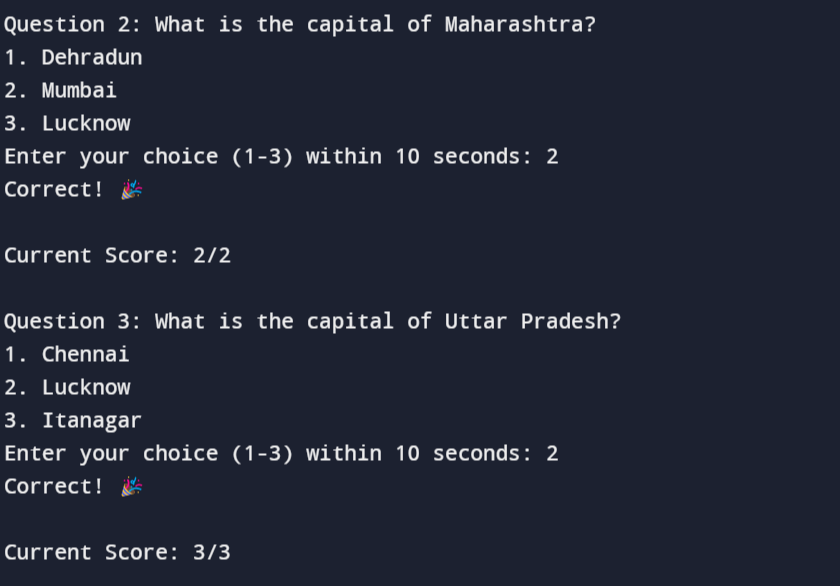 Question 2: What is the capital of Maharashtra?
1. Dehradun
2. Mumbai
3. Lucknow
Enter your choice (1-3) within 10 seconds: 2
Correct! 🎉
Current Score: 2/2
Question 3: What is the capital of Uttar Pradesh?
1. Chennai
2. Lucknow
3. Itanagar
Enter your choice (1-3) within 10 seconds: 2
Correct! 🎉
Current Score: 3/3